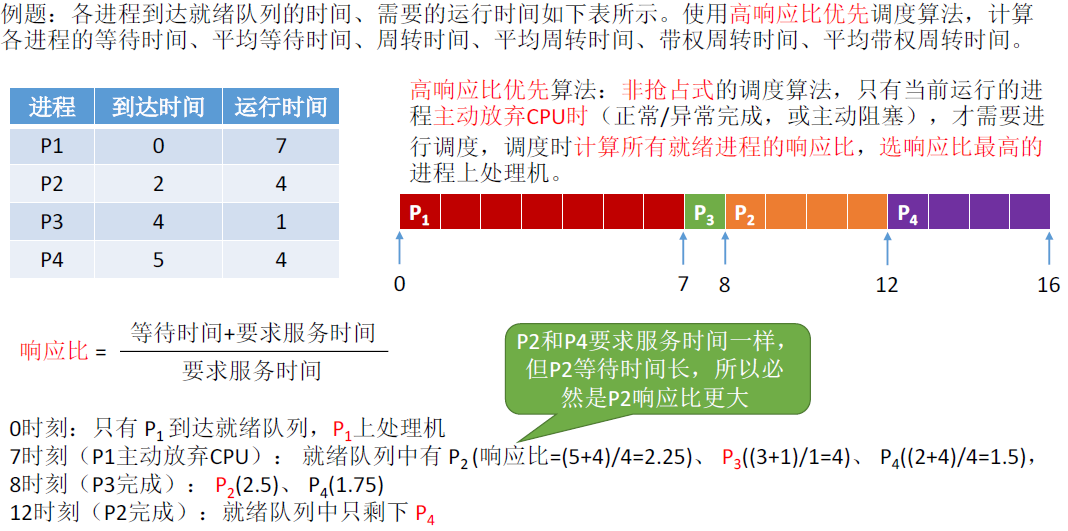 例题：各进程到达就绪队列的时间、需要的运行时间如下表所示。使用高响应比优先调度算法，计算
各进程的等待时间、平均等待时间、周转时间、平均周转时间、带权周转时间、平均带权周转时间。
进程 到达时间 运行时间
P1 0 7
P2 2 4
P3 4 1
P4 5 4
高响应比优先算法：非抢占式的调度算法，只有当前运行的进
程主动放弃CPU时（正常/异常完成，或主动阻塞），才需要进
行调度，调度时计算所有就绪进程的响应比，选响应比最高的
进程上处理机。
P1 P3 P2 P4
0 7 8 12 16
响应比 = 
等待时间+要求服务时间
要求服务时间
P2和P4要求服务时间一样，
但P2等待时间长，所以必
然是P2响应比更大
0时刻：只有 P1 到达就绪队列，P1上处理机
7时刻（P1主动放弃CPU）： 就绪队列中有 P2 (响应比=(5+4)/4=2.25)、 P3((3+1)/1=4)、 P4((2+4)/4=1.5)，
8时刻（P3完成）： P2(2.5)、 P4(1.75)
12时刻（P2完成）：就绪队列中只剩下 P4